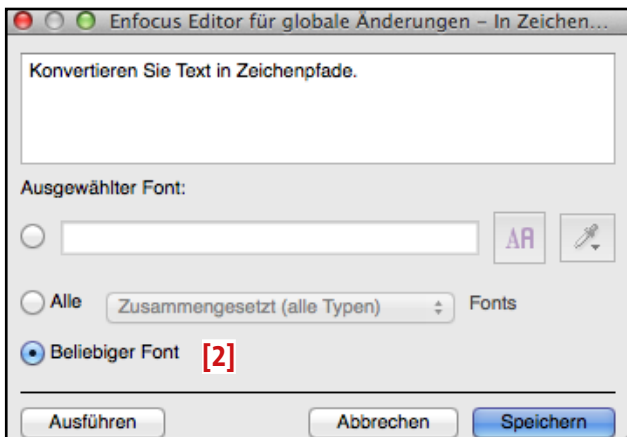 Enfocus Editor für globale Änderungen – In Zeichen...
Konvertieren Sie Text in Zeichenpfade.
Ausgewählter Font:
AA
Alle Zusammengesetzt (alle Typen) Fonts
Beliebiger Font [2]
Ausführen Abbrechen Speichern